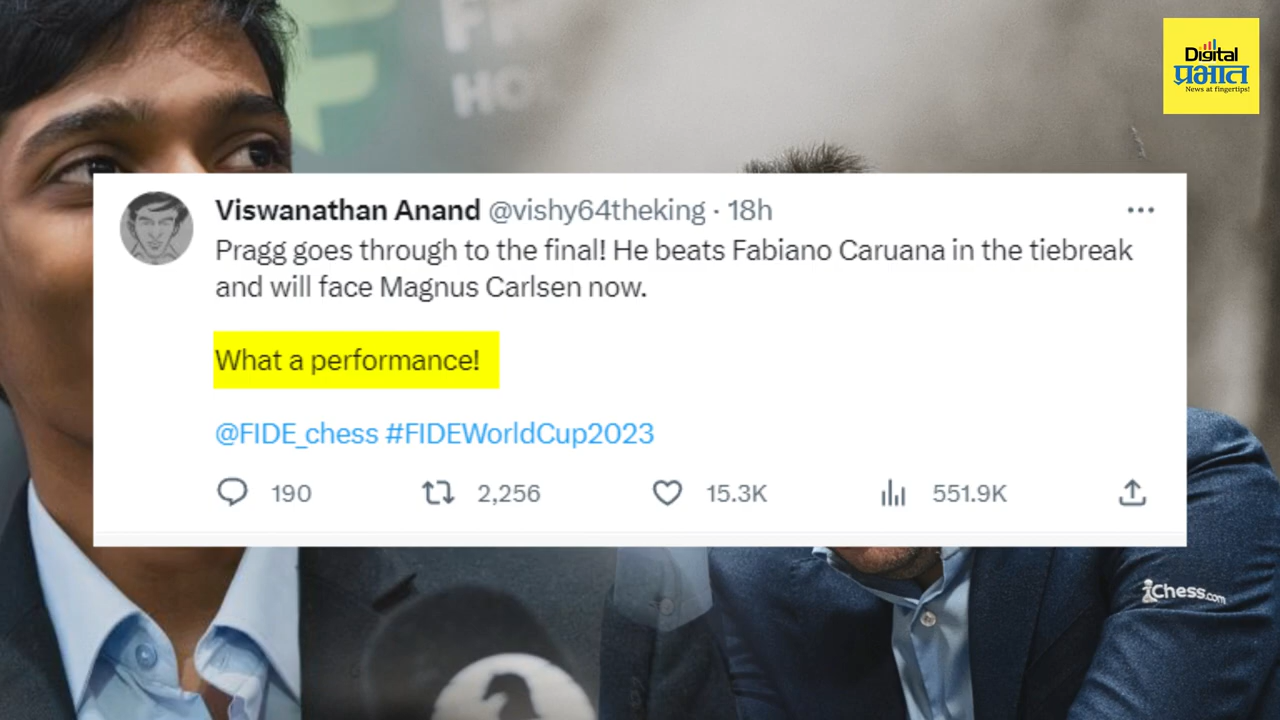 Digital
प्रभात
News at fingertips!
Viswanathan Anand @vishy64theking · 18h
Pragg goes through to the final! He beats Fabiano Caruana in the tiebreak
and will face Magnus Carlsen now.
What a performance!
@FIDE_chess #FIDEWorldCup2023
190 2,256 15.3K 551.9K
Chess.com